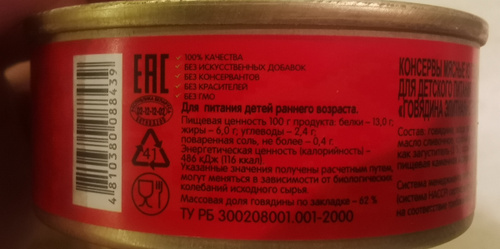 100% КАЧЕСТВА
БЕЗ ИСКУССТВЕННЫХ ДОБАВОК
БЕЗ КОНСЕРВАНТОВ
БЕЗ КРАСИТЕЛЕЙ
БЕЗ ГМО
EAC
Для питания детей раннего возраста.
Пищевая ценность 100 г продукта: белки – 13,0 г;
жиры – 6,0 г; углеводы – 2,4 г;
поваренная соль, не более – 0,4 г.
Энергетическая ценность (калорийность) –
486 кДж (116 ккал)
Указанные значения получены расчетным путем,
могут меняться в зависимости от биологических
колебаний исходного сырья.
Массовая доля говядины по закладке – 62 %
ТУ РБ 300208001.001-2000
41
4 810380 088439
КОНСЕРВЫ МЯСНЫЕ
ДЛЯ ДЕТСКОГО ПИТАНИЯ
«ГОВЯДИНА
Состав: говядина,
масло сливочное